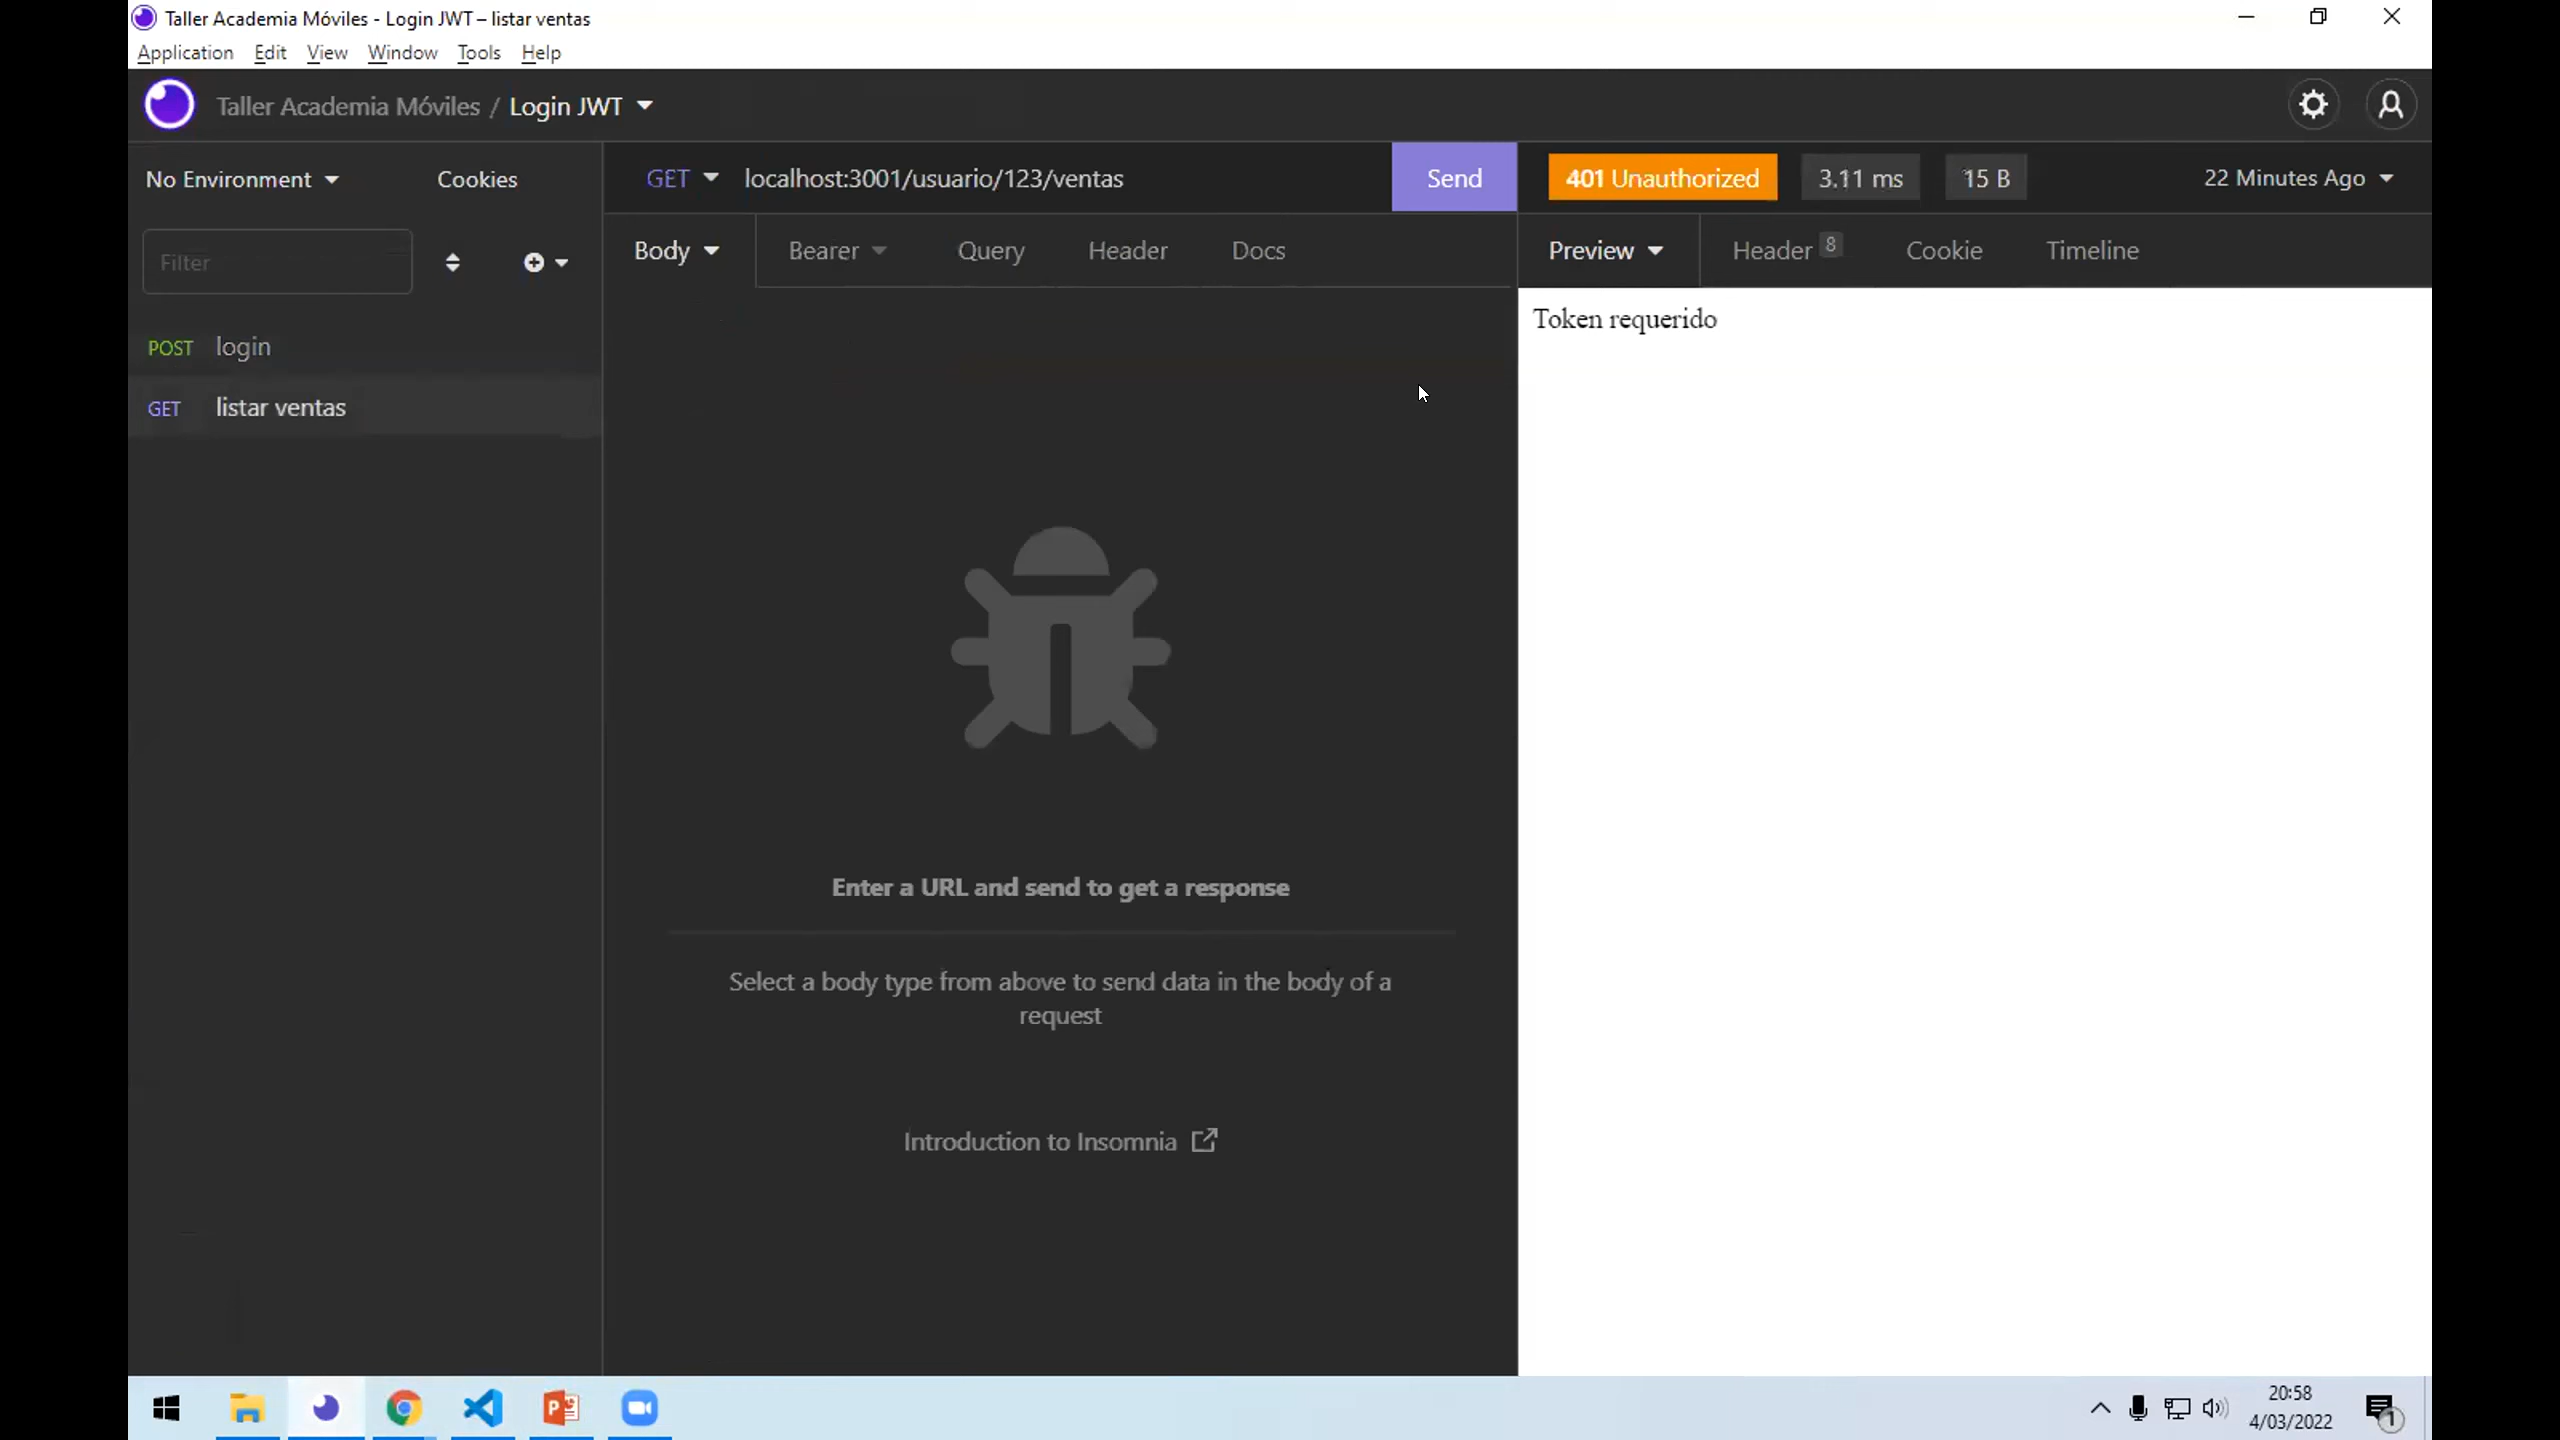 Taller Academia Móviles - Login JWT – listar ventas
Application Edit View Window Tools Help
Taller Academia Móviles / Login JWT
No Environment Cookies
GET localhost:3001/usuario/123/ventas Send
401 Unauthorized 3.11 ms 15 B 22 Minutes Ago
Filter
Body Bearer Query Header Docs
Preview Header 8 Cookie Timeline
POST login
GET listar ventas
Token requerido
Enter a URL and send to get a response
Select a body type from above to send data in the body of a
request
Introduction to Insomnia
20:58
4/03/2022
1